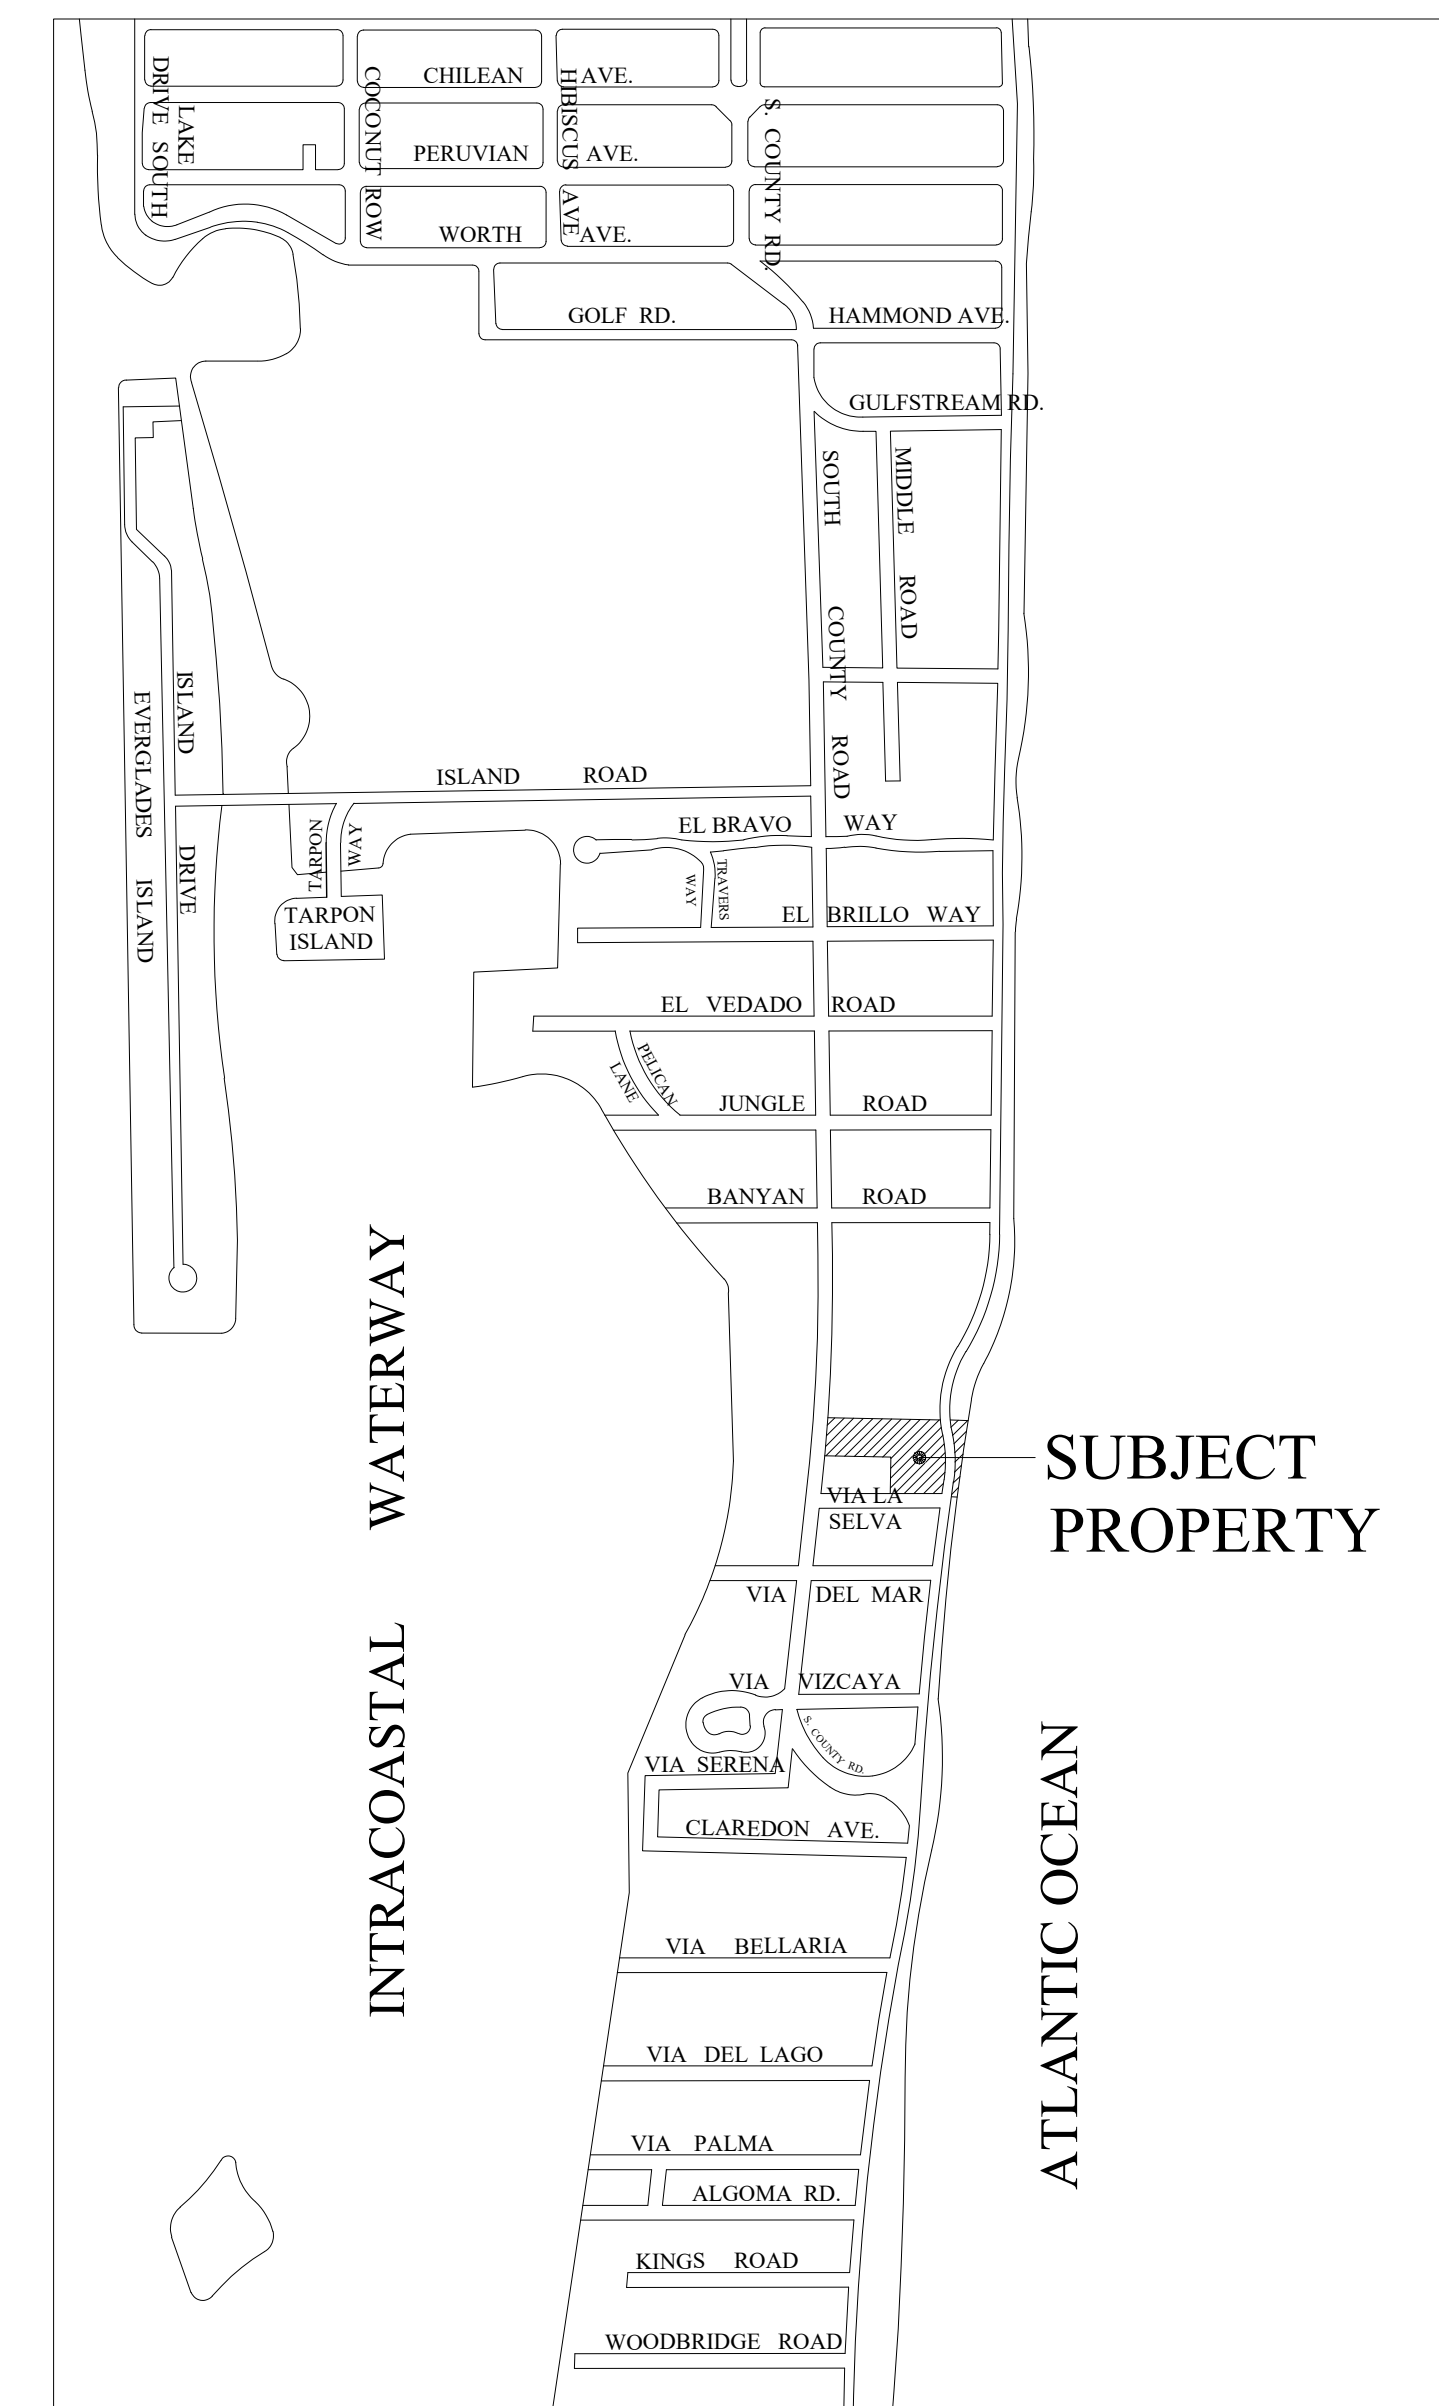 CHILEAN AVE.
LAKE
DRIVE SOUTH
COCONUT ROW
HIBISCUS AVE
S. COUNTY RD.
PERUVIAN AVE.
WORTH AVE.
GOLF RD.
HAMMOND AVE.
GULFSTREAM RD.
SOUTH COUNTY ROAD
MIDDLE ROAD
ISLAND DRIVE
EVERGLADES ISLAND
ISLAND ROAD
TARPON WAY
TARPON
ISLAND
EL BRAVO WAY
TRAVERS
WAY
EL BRILLO WAY
EL VEDADO ROAD
PELICAN
LANE
JUNGLE ROAD
BANYAN ROAD
SUBJECT
PROPERTY
VIA LA
SELVA
VIA DEL MAR
VIA VIZCAYA
S. COUNTY RD.
VIA SERENA
CLAREDON AVE.
VIA BELLARIA
VIA DEL LAGO
VIA PALMA
ALGOMA RD.
KINGS ROAD
WOODBRIDGE ROAD
INTRACOASTAL WATERWAY
ATLANTIC OCEAN